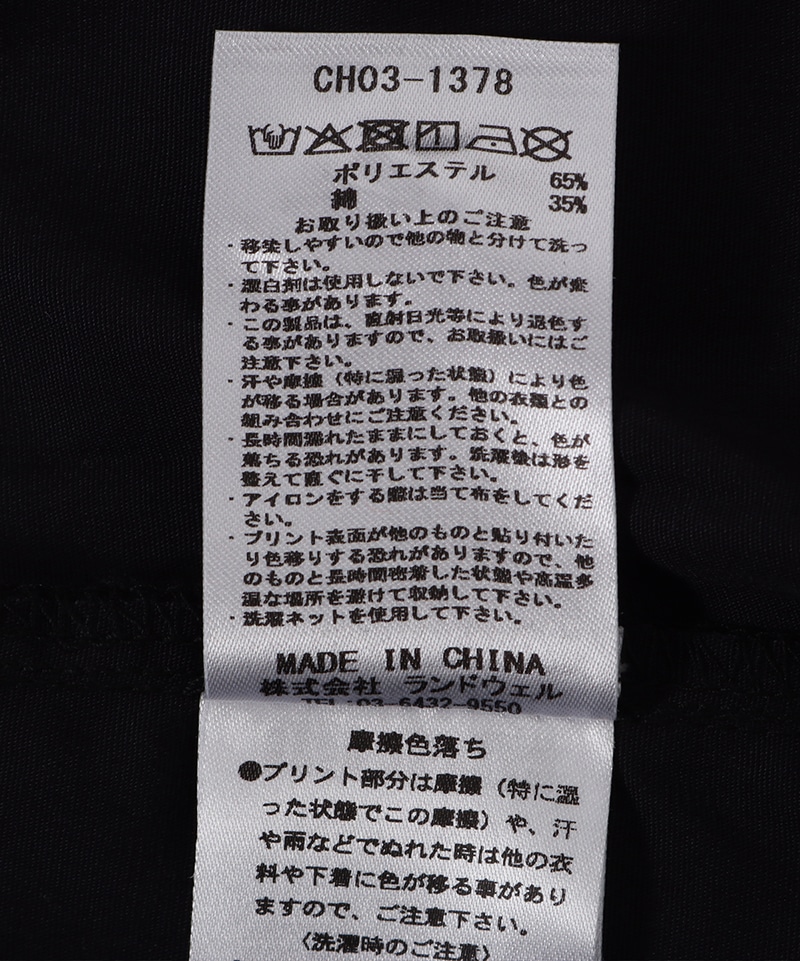 CH03-1378
ポリエステル 65%
綿 35%
お取り扱い上のご注意
・移染しやすいので他の物と分けて洗っ
て下さい。
・漂白剤は使用しないで下さい。色が変
わる事があります。
・この製品は、直射日光等により退色す
る事がありますので、お取扱いにはご
注意下さい。
・汗や摩擦（特に湿った状態）により色
が移る場合があります。他の衣類との
組み合わせにご注意ください。
・長時間濡れたままにしておくと、色が
落ちる恐れがあります。洗濯後は形を
整えて直ぐに干して下さい。
・アイロンをする際は当て布をしてくだ
さい。
・プリント表面が他のものと貼り付いた
り色移りする恐れがありますので、他
のものと長時間密着した状態や高温多
湿な場所を避けて収納して下さい。
・洗濯ネットを使用して下さい。
MADE IN CHINA
株式会社 ランドウェル
TEL:03-6432-9550
摩擦色落ち
●プリント部分は摩擦（特に湿
った状態でこの摩擦）や、汗
や雨などでぬれた時は他の衣
料や下着に色が移る事があり
ますので、ご注意下さい。
〈洗濯時のご注意〉